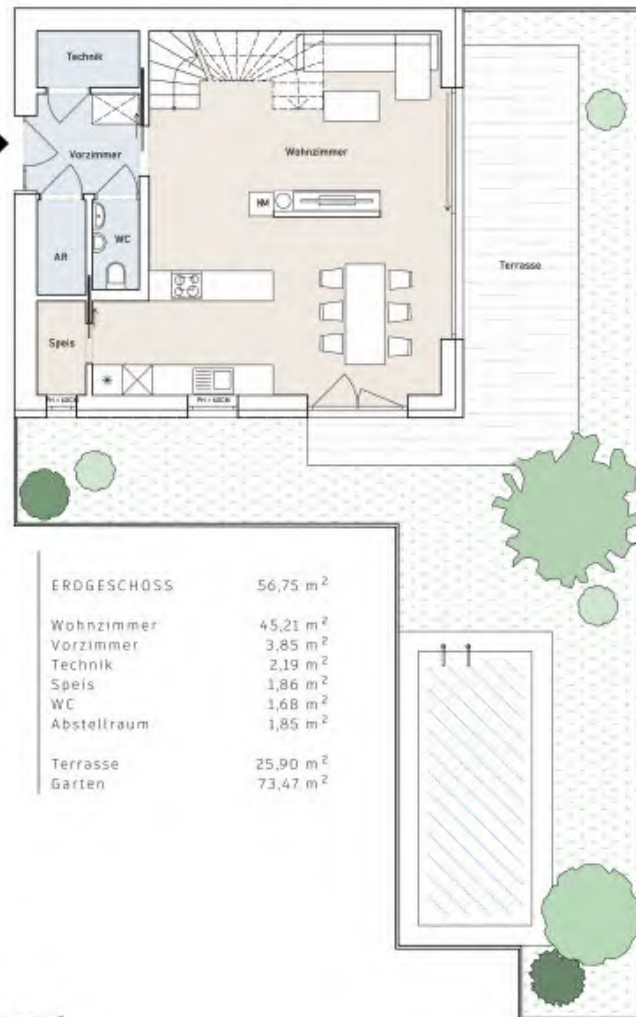 Technik
Vorzimmer
Wohnzimmer
WC
AR
Terrasse
Speis
ERDGESCHOSS 56,75 m²
Wohnzimmer 45,21 m²
Vorzimmer 3,85 m²
Technik 2,19 m²
Speis 1,86 m²
WC 1,68 m²
Abstellraum 1,85 m²
Terrasse 25,90 m²
Garten 73,47 m²